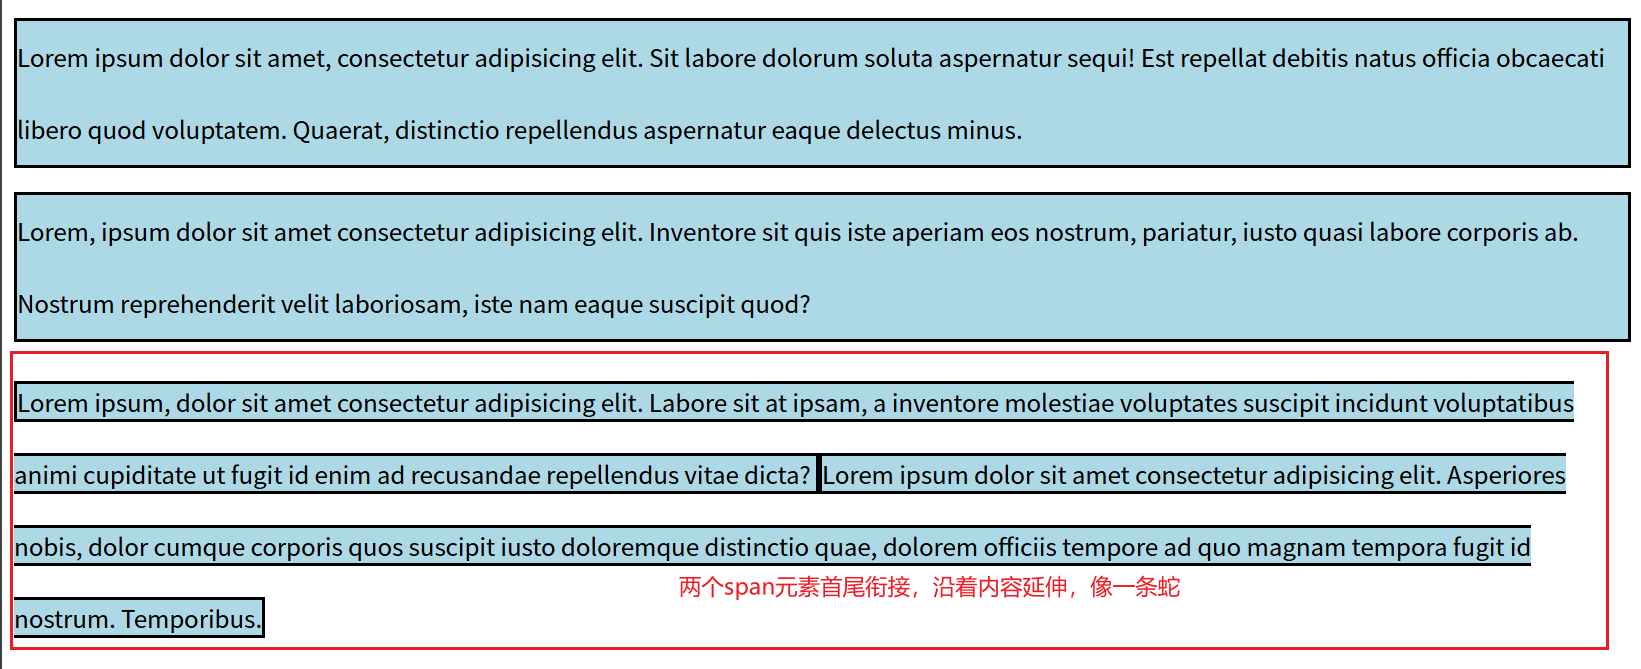 Lorem ipsum dolor sit amet, consectetur adipisicing elit. Sit labore dolorum soluta aspernatur sequi! Est repellat debitis natus officia obcaecati
libero quod voluptatem. Quaerat, distinctio repellendus aspernatur eaque delectus minus.
Lorem, ipsum dolor sit amet consectetur adipisicing elit. Inventore sit quis iste aperiam eos nostrum, pariatur, iusto quasi labore corporis ab.
Nostrum reprehenderit velit laboriosam, iste nam eaque suscipit quod?
Lorem ipsum, dolor sit amet consectetur adipisicing elit. Labore sit at ipsam, a inventore molestiae voluptates suscipit incidunt voluptatibus
animi cupiditate ut fugit id enim ad recusandae repellendus vitae dicta? Lorem ipsum dolor sit amet consectetur adipisicing elit. Asperiores
nobis, dolor cumque corporis quos suscipit iusto doloremque distinctio quae, dolorem officiis tempore ad quo magnam tempora fugit id
两个span元素首尾衔接，沿着内容延伸，像一条蛇
nostrum. Temporibus.